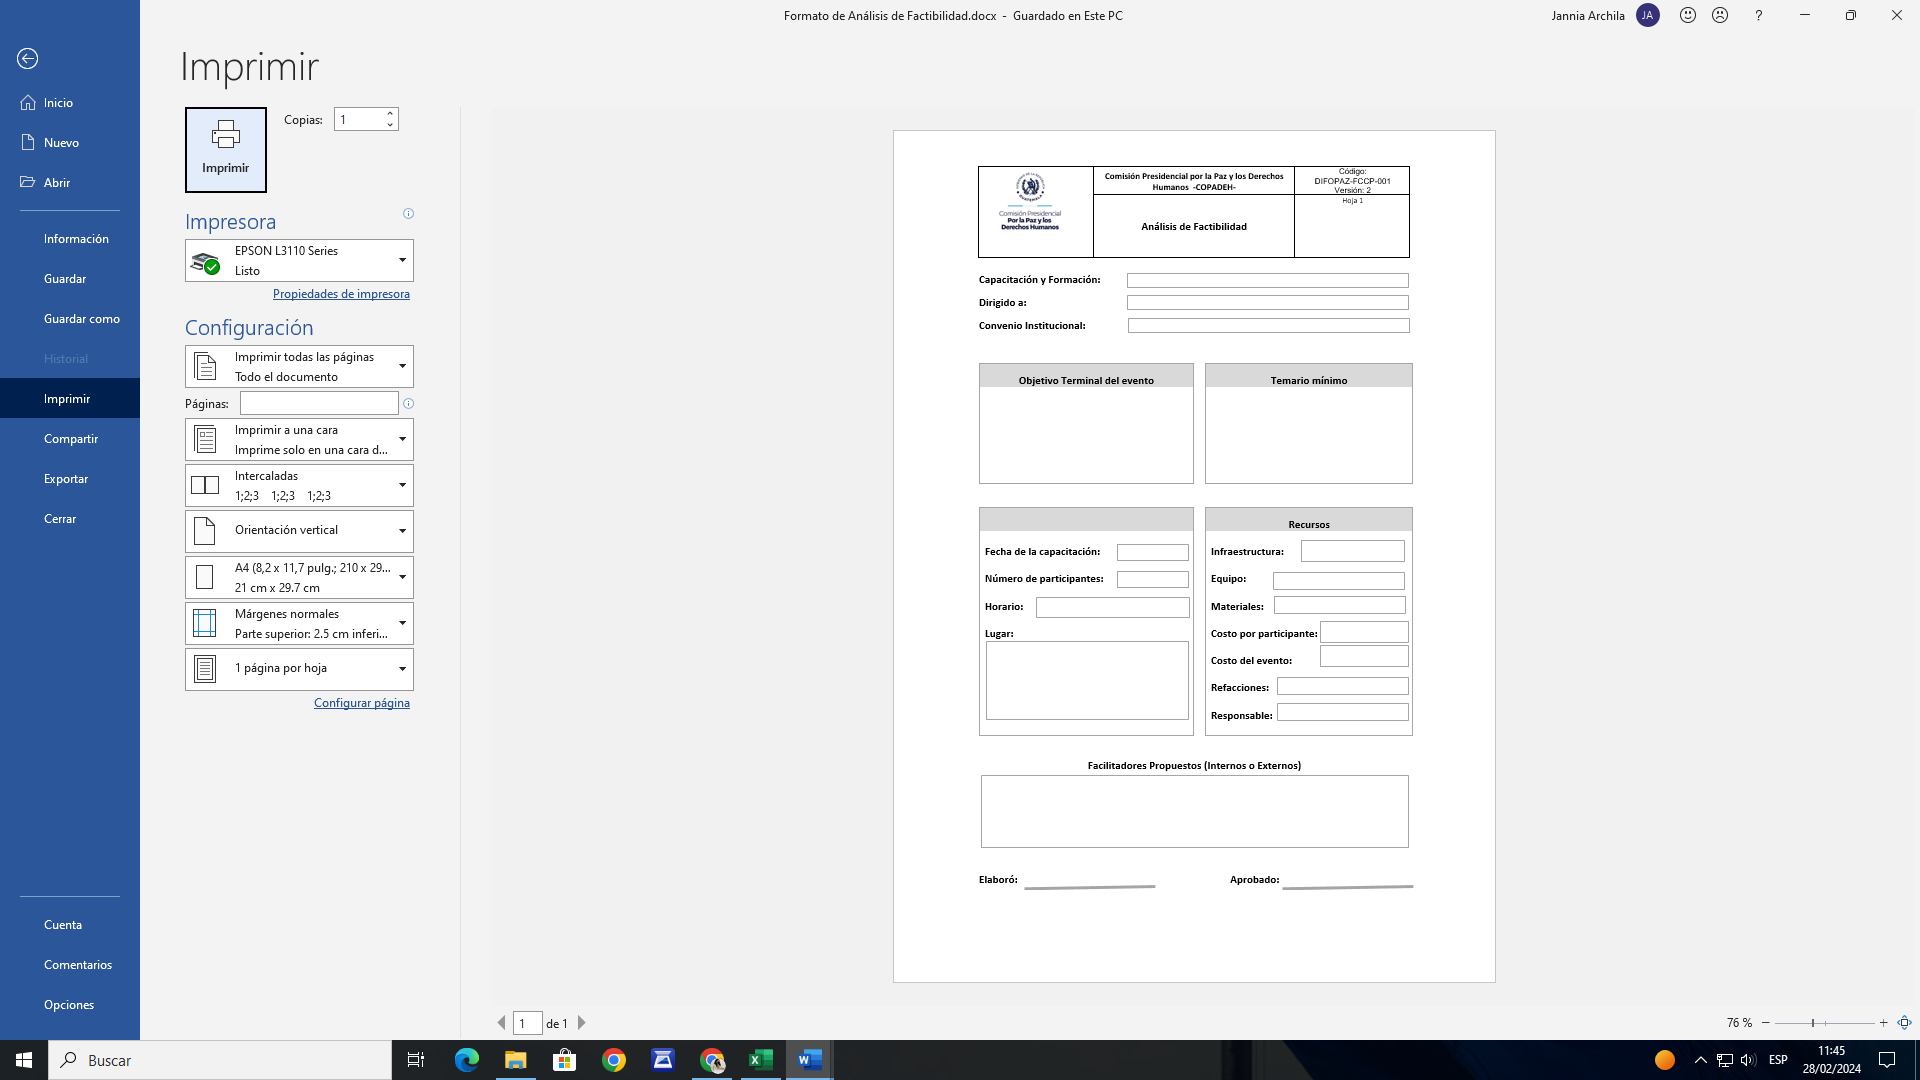 Formato de Análisis de Factibilidad.docx - Guardado en Este PC
Jannia Archila
JA
?
Imprimir
Inicio
Nuevo
Abrir
Información
Guardar
Guardar como
Historial
Imprimir
Compartir
Exportar
Cerrar
Cuenta
Comentarios
Opciones
Imprimir
Copias:
1
Impresora
EPSON L3110 Series
Listo
Propiedades de impresora
Configuración
Imprimir todas las páginas
Todo el documento
Páginas:
Imprimir a una cara
Imprime solo en una cara d...
Intercaladas
1;2;3 1;2;3 1;2;3
Orientación vertical
A4 (8,2 x 11,7 pulg.; 210 x 29...
21 cm x 29.7 cm
Márgenes normales
Parte superior: 2.5 cm inferi...
1 página por hoja
Configurar página
Comisión Presidencial
Por la Paz y los
Derechos Humanos
Comisión Presidencial por la Paz y los Derechos
Humanos -COPADEH-
Análisis de Factibilidad
Código:
DIFOPAZ-FCCP-001
Versión: 2
Hoja 1
Capacitación y Formación:
Dirigido a:
Convenio Institucional:
Objetivo Terminal del evento
Temario mínimo
Fecha de la capacitación:
Número de participantes:
Horario:
Lugar:
Recursos
Infraestructura:
Equipo:
Materiales:
Costo por participante:
Costo del evento:
Refacciones:
Responsable:
Facilitadores Propuestos (Internos o Externos)
Elaboró:
Aprobado:
1 de 1
76 %
Buscar
ESP
11:45
28/02/2024